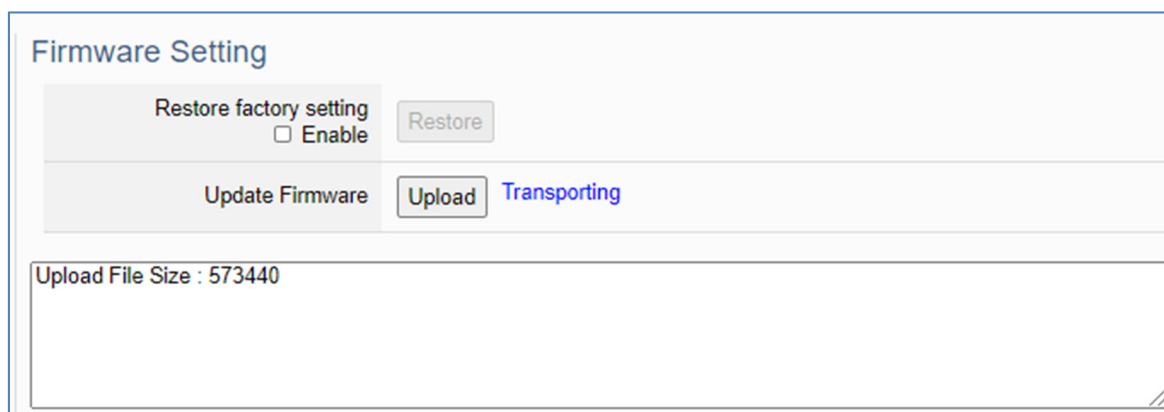 Firmware Setting
Restore factory setting
Enable
Restore
Update Firmware
Upload
Transporting
Upload File Size : 573440